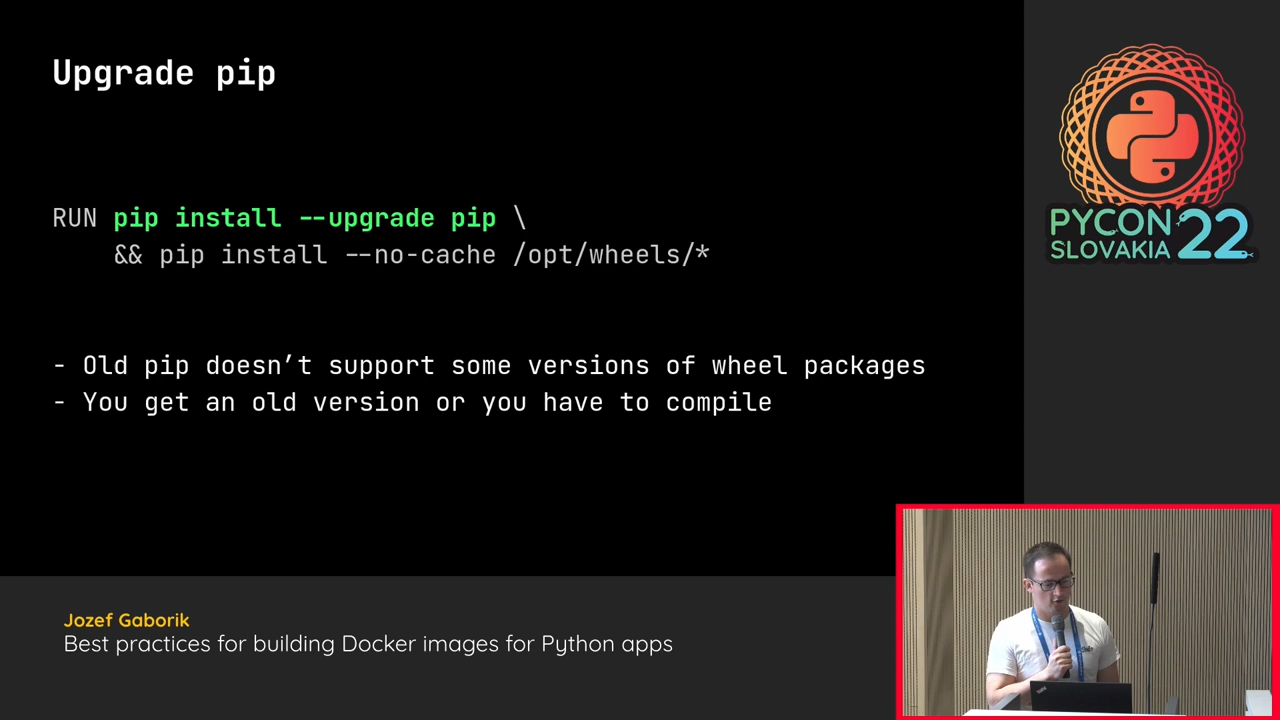 Upgrade pip
RUN pip install --upgrade pip \
&& pip install --no-cache /opt/wheels/*
- Old pip doesn’t support some versions of wheel packages
- You get an old version or you have to compile
PYCON
SLOVAKIA
22
Jozef Gaborik
Best practices for building Docker images for Python apps